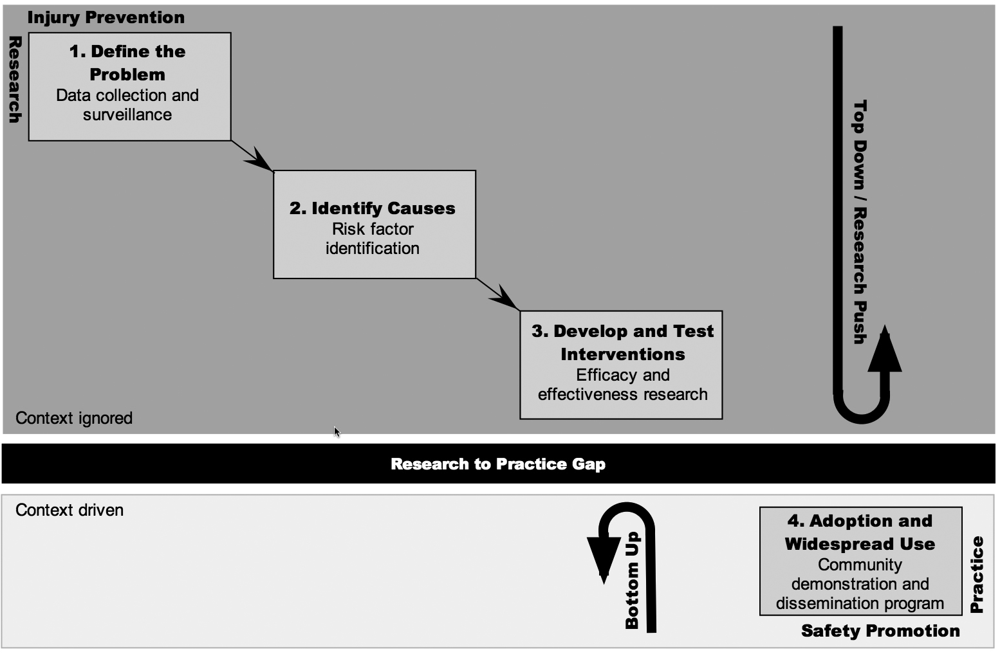 Injury Prevention
Research
1. Define the
Problem
Data collection and
surveillance
2. Identify Causes
Risk factor
identification
3. Develop and Test
Interventions
Efficacy and
effectiveness research
Top Down / Research Push
Context ignored
Research to Practice Gap
Context driven
Bottom Up
4. Adoption and
Widespread Use
Community
demonstration and
dissemination program
Practice
Safety Promotion